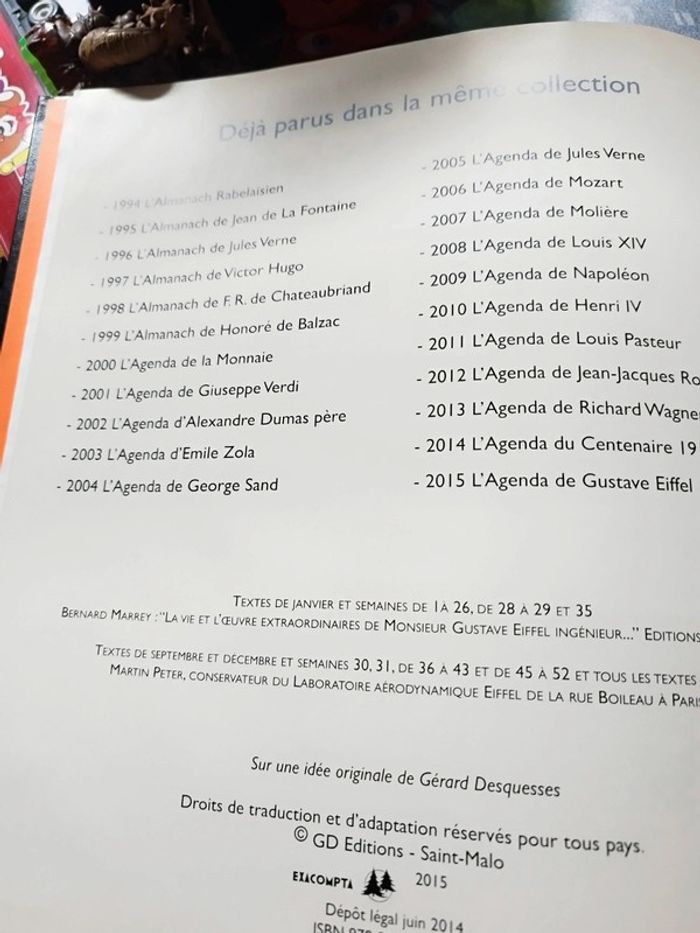 Déjà parus dans la même collection
- 1994 L'Almanach Rabelaisien
- 1995 L'Almanach de Jean de La Fontaine
- 1996 L'Almanach de Jules Verne
- 1997 L'Almanach de Victor Hugo
- 1998 L'Almanach de F. R. de Chateaubriand
- 1999 L'Almanach de Honoré de Balzac
- 2000 L'Agenda de la Monnaie
- 2001 L'Agenda de Giuseppe Verdi
- 2002 L'Agenda d'Alexandre Dumas père
- 2003 L'Agenda d'Emile Zola
- 2004 L'Agenda de George Sand
- 2005 L'Agenda de Jules Verne
- 2006 L'Agenda de Mozart
- 2007 L'Agenda de Molière
- 2008 L'Agenda de Louis XIV
- 2009 L'Agenda de Napoléon
- 2010 L'Agenda de Henri IV
- 2011 L'Agenda de Louis Pasteur
- 2012 L'Agenda de Jean-Jacques Ro
- 2013 L'Agenda de Richard Wagne
- 2014 L'Agenda du Centenaire 19
- 2015 L'Agenda de Gustave Eiffel
Textes de janvier et semaines de 1à 26, de 28 à 29 et 35
Bernard Marrey : "La vie et l'œuvre extraordinaires de Monsieur Gustave Eiffel ingénieur..." Editions
Textes de septembre et décembre et semaines 30, 31, de 36 à 43 et de 45 à 52 et tous les textes
Martin Peter, conservateur du Laboratoire aérodynamique Eiffel de la rue Boileau à Paris
Sur une idée originale de Gérard Desquesses
Droits de traduction et d'adaptation réservés pour tous pays.
© GD Editions - Saint-Malo
EXACOMPTA 2015
Dépôt légal juin 2014
ISBN 978